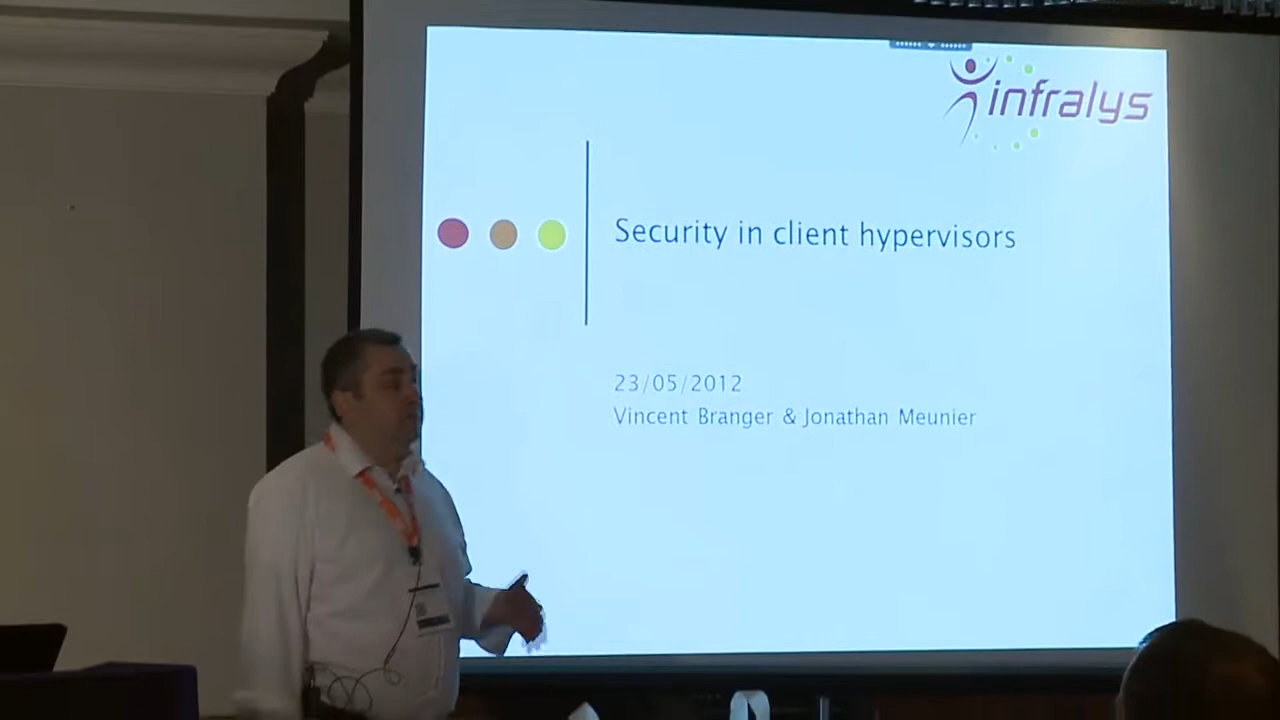 infralys
Security in client hypervisors
23/05/2012
Vincent Branger & Jonathan Meunier